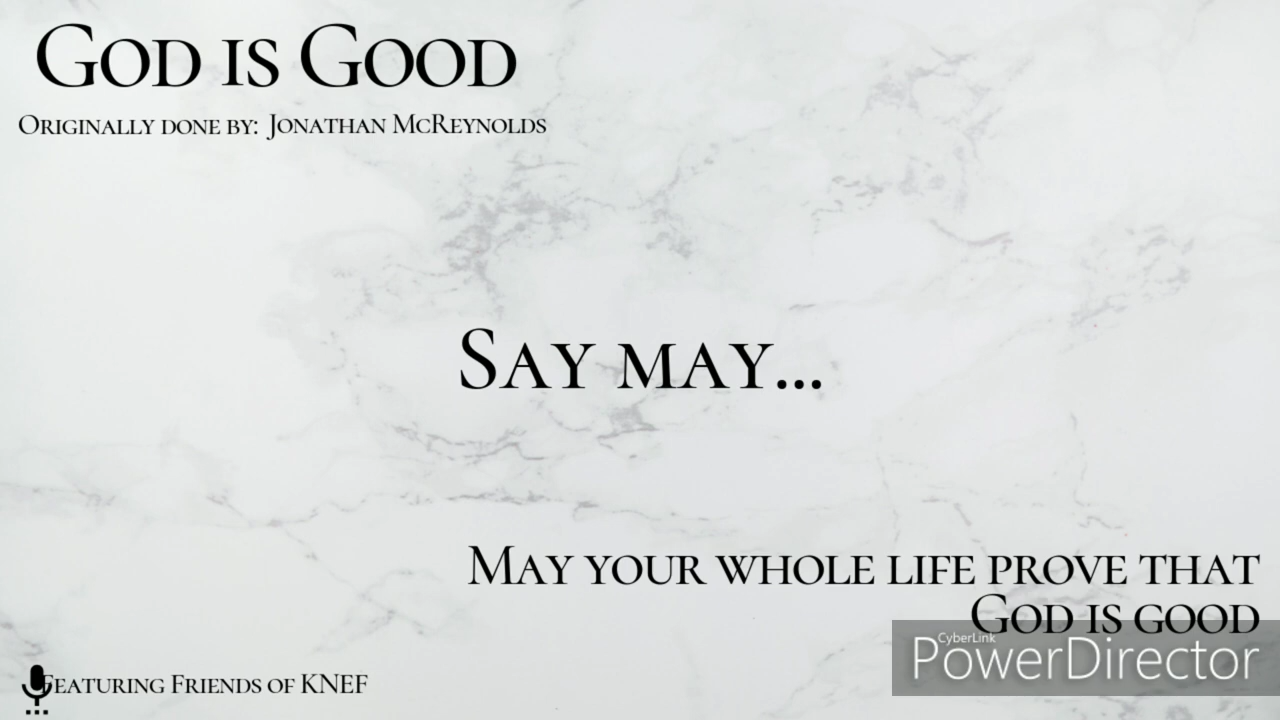 God is Good
Originally done by: Jonathan McReynolds
Say may...
May your whole life prove that
God is good
CyberLink
PowerDirector
Featuring Friends of KNEF